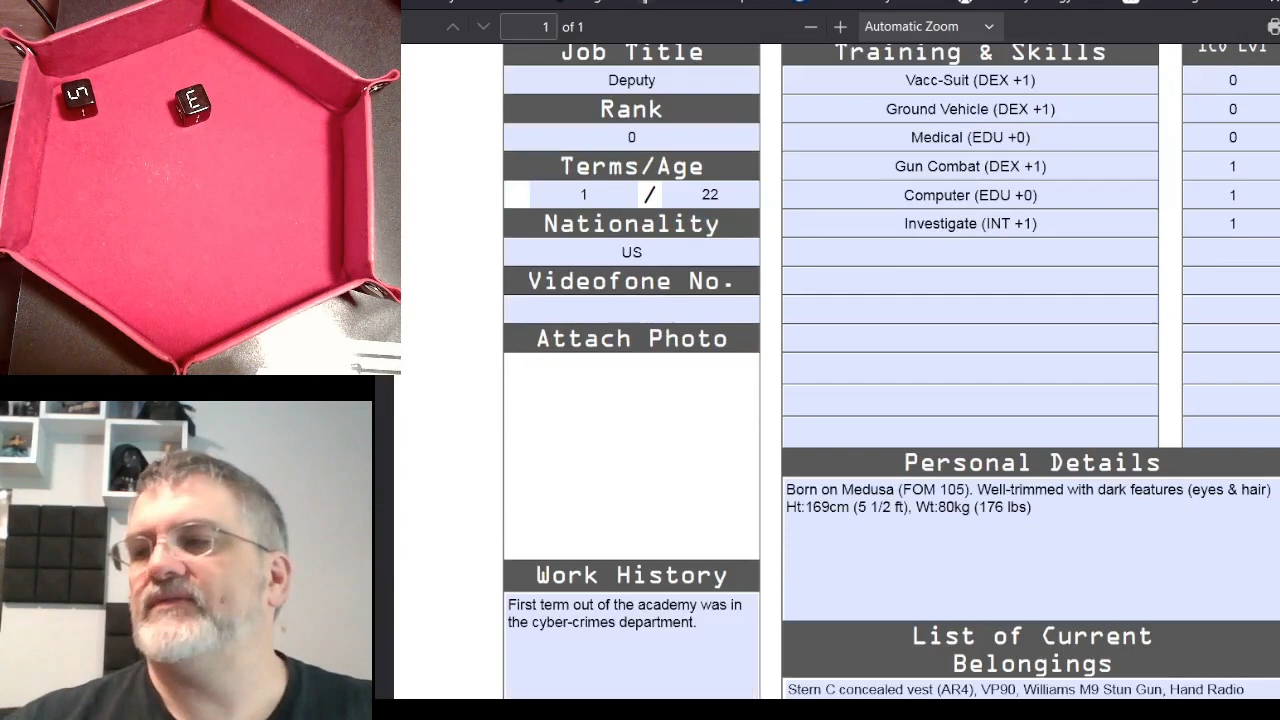 1 of 1
Automatic Zoom
Job Title
Deputy
Rank
0
Terms/Age
1 / 22
Nationality
US
Videofone No.
Attach Photo
Work History
First term out of the academy was in
the cyber-crimes department.
Training & Skills
Vacc-Suit (DEX +1) 0
Ground Vehicle (DEX +1) 0
Medical (EDU +0) 0
Gun Combat (DEX +1) 1
Computer (EDU +0) 1
Investigate (INT +1) 1
Personal Details
Born on Medusa (FOM 105). Well-trimmed with dark features (eyes & hair)
Ht:169cm (5 1/2 ft), Wt:80kg (176 lbs)
List of Current
Belongings
Stern C concealed vest (AR4), VP90, Williams M9 Stun Gun, Hand Radio